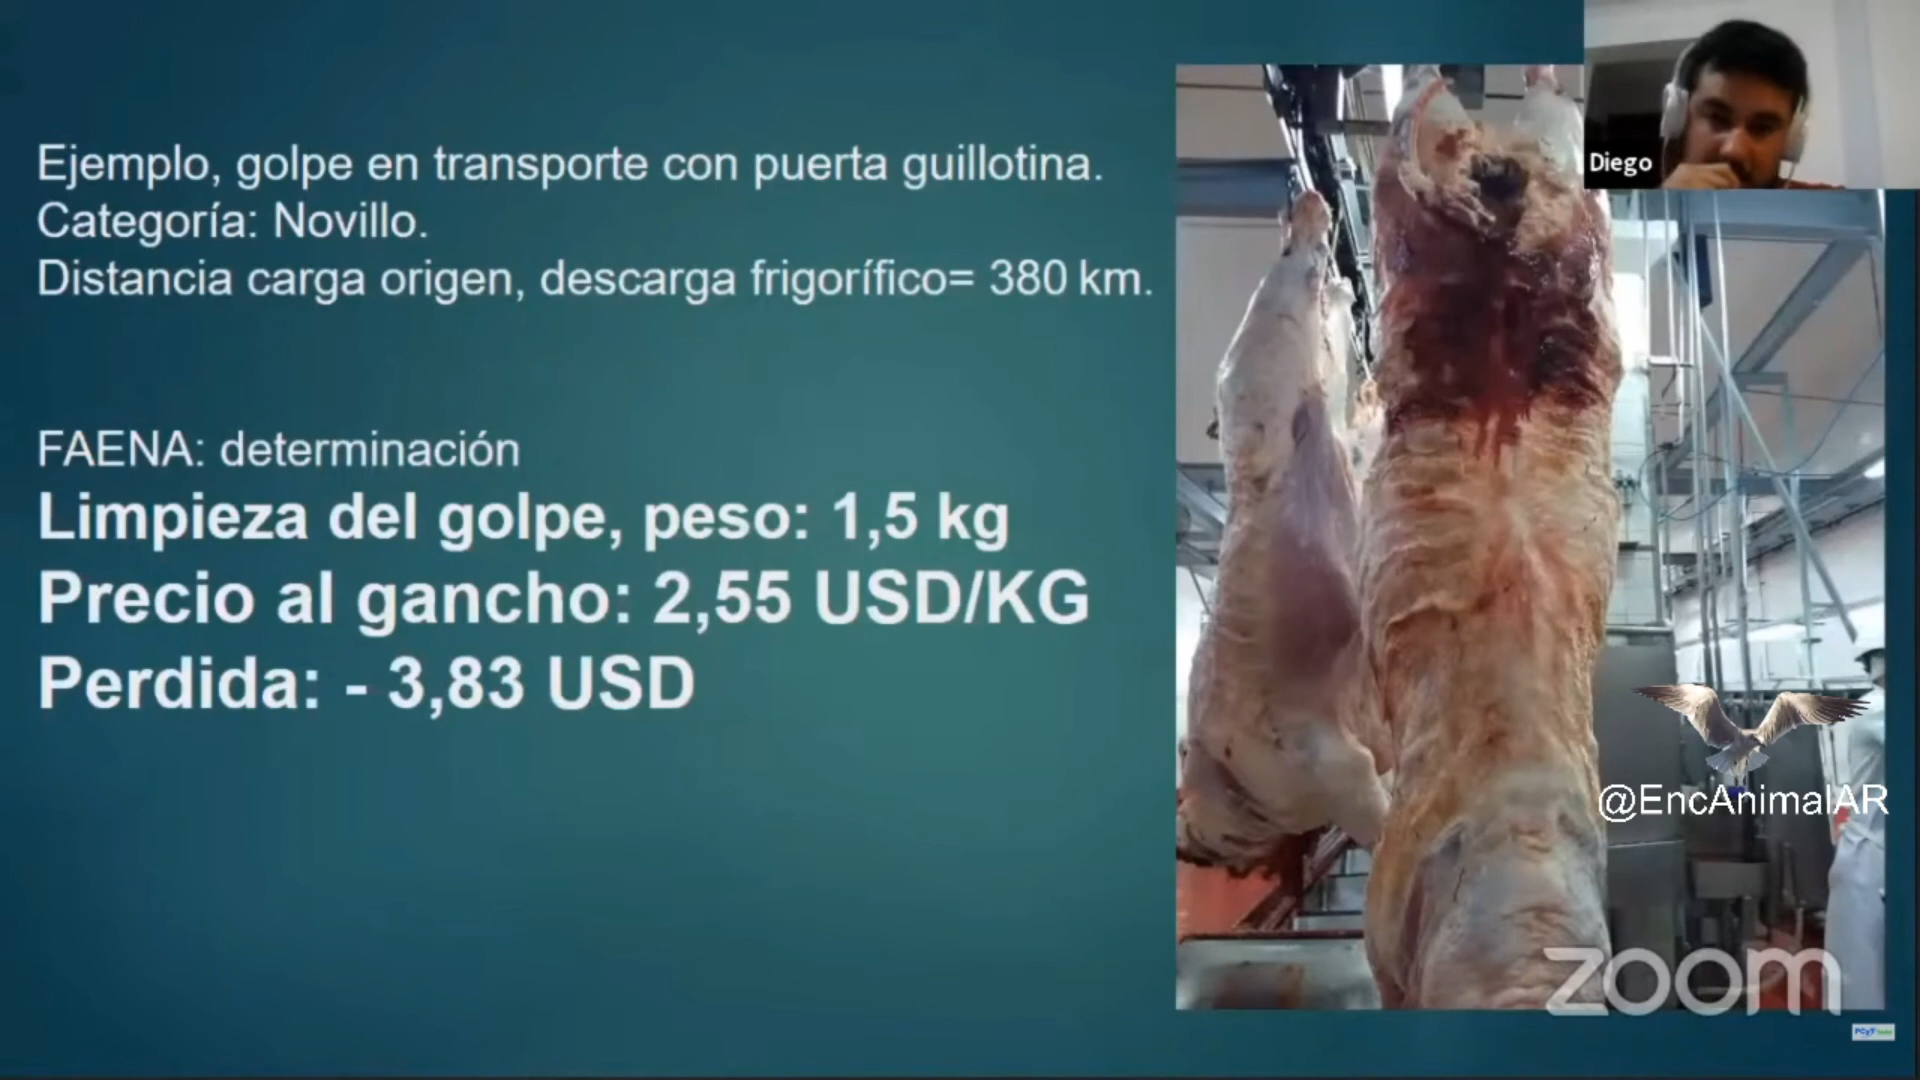 Ejemplo, golpe en transporte con puerta guillotina.
Categoría: Novillo.
Distancia carga origen, descarga frigorífico= 380 km.
FAENA: determinación
Limpieza del golpe, peso: 1,5 kg
Precio al gancho: 2,55 USD/KG
Perdida: - 3,83 USD
Diego
@EncAnimalAR
zoom